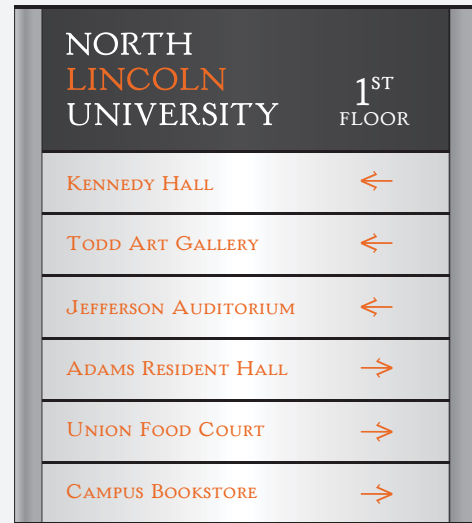 NORTH
LINCOLN
UNIVERSITY
1ST
FLOOR
KENNEDY HALL ←
TODD ART GALLERY ←
JEFFERSON AUDITORIUM ←
ADAMS RESIDENT HALL →
UNION FOOD COURT →
CAMPUS BOOKSTORE →